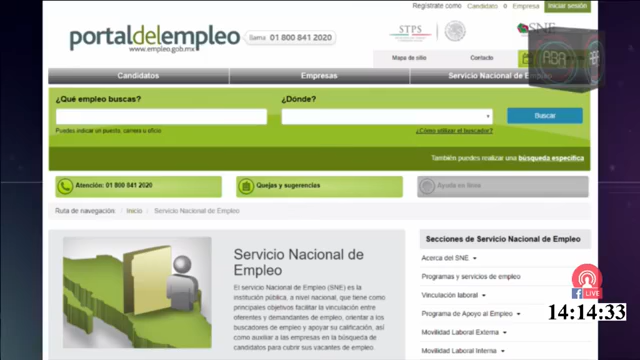 Regístrate como Candidato ó Empresa Iniciar sesión
portaldelempleo
www.empleo.gob.mx
01 800 841 2020
STPS
SNE
Mapa de sitio Contacto
Candidatos Empresas Servicio Nacional de Empleo
¿Qué empleo buscas? ¿Dónde?
Buscar
Puedes indicar un puesto, carrera u oficio
¿Cómo utilizar el buscador?
También puedes realizar una búsqueda específica
Atención: 01 800 841 2020 Quejas y sugerencias Ayuda en línea
Ruta de navegación: Inicio Servicio Nacional de Empleo
Servicio Nacional de
Empleo
El servicio Nacional de Empleo (SNE) es la
institución pública, a nivel nacional, que tiene como
principales objetivos facilitar la vinculación entre
oferentes y demandantes de empleo, orientar a los
buscadores de empleo y apoyar su calificación, así
como auxiliar a las empresas en la búsqueda de
candidatos para cubrir sus vacantes de empleo.
Secciones de Servicio Nacional de Empleo
Acerca del SNE
Programas y servicios de empleo
Vinculación laboral
Programa de Apoyo al Empleo
Movilidad Laboral Externa
Movilidad Laboral Interna
f LIVE
14:14:33